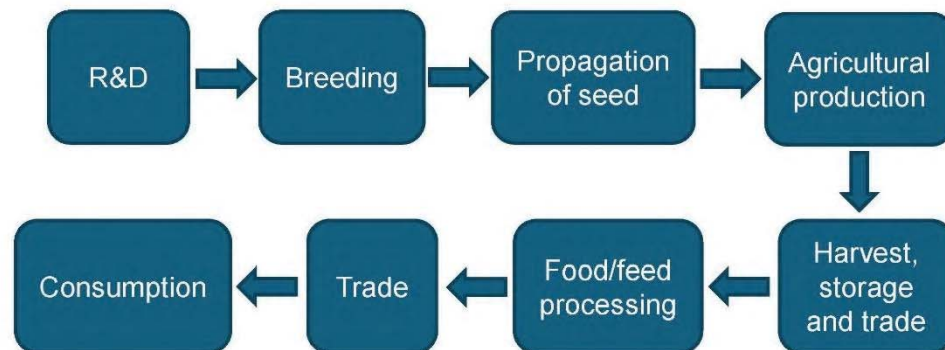 R&D
Breeding
Propagation
of seed
Agricultural
production
Harvest,
storage
and trade
Food/feed
processing
Trade
Consumption